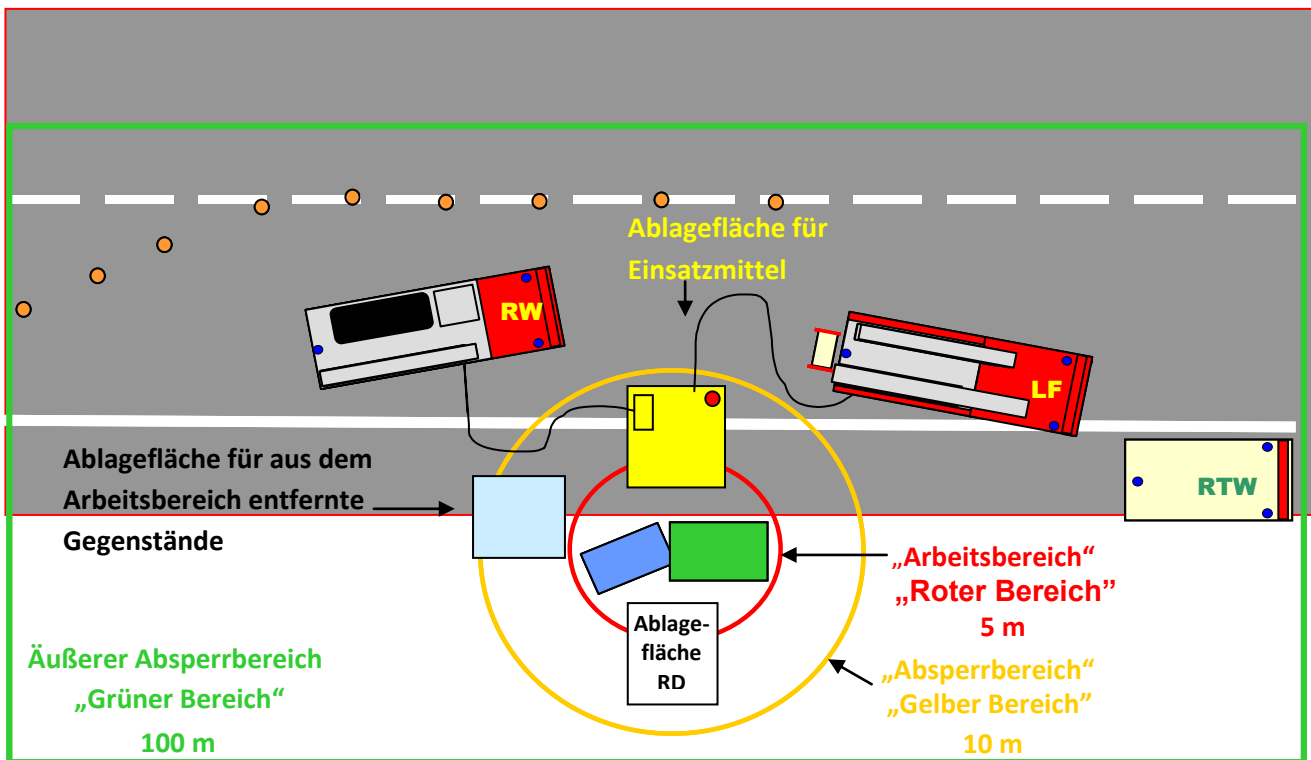 Ablagefläche für
Einsatzmittel
RW
LF
Ablagefläche für aus dem
Arbeitsbereich entfernte
Gegenstände
RTW
„Arbeitsbereich“
„Roter Bereich”
5 m
Ablage-
fläche
RD
Äußerer Absperrbereich
„Grüner Bereich“
100 m
„Absperrbereich“
„Gelber Bereich”
10 m